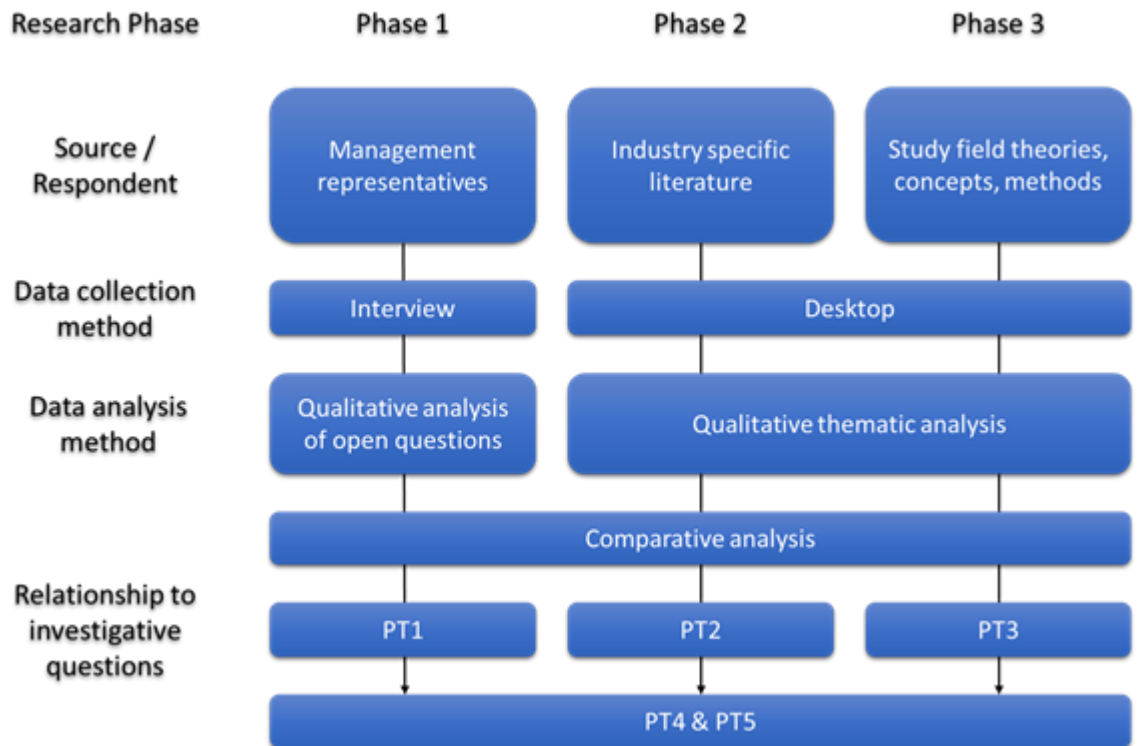 Research Phase Phase 1 Phase 2 Phase 3
Source /
Respondent
Management
representatives
Industry specific
literature
Study field theories,
concepts, methods
Data collection
method
Interview
Desktop
Data analysis
method
Qualitative analysis
of open questions
Qualitative thematic analysis
Comparative analysis
Relationship to
investigative
questions
PT1
PT2
PT3
PT4 & PT5